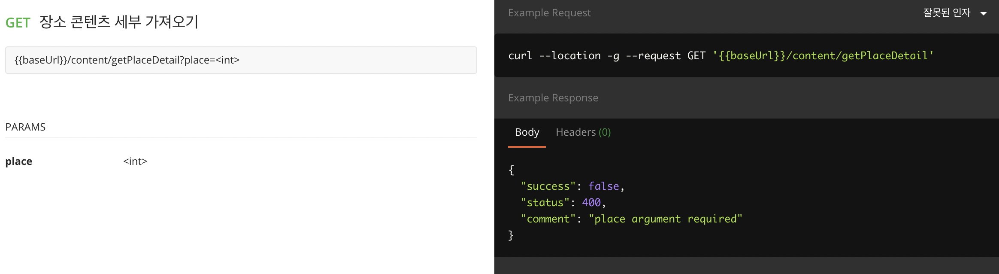 GET 장소 콘텐츠 세부 가져오기
{{baseUrl}}/content/getPlaceDetail?place=<int>
PARAMS
place <int>
Example Request 잘못된 인자
curl --location -g --request GET '{{baseUrl}}/content/getPlaceDetail'
Example Response
Body Headers (0)
{
  "success": false,
  "status": 400,
  "comment": "place argument required"
}